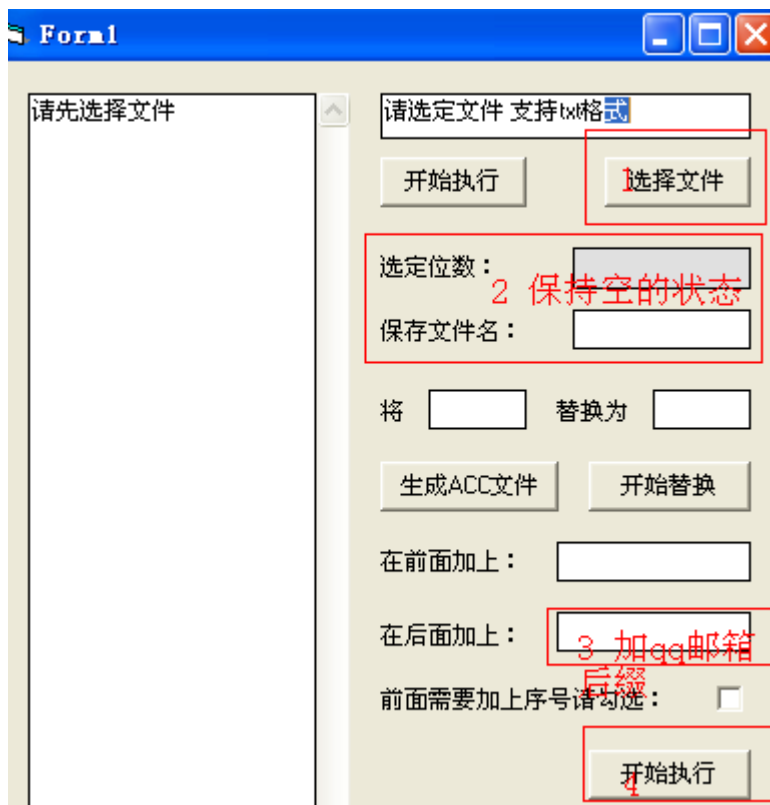 Form1
请先选择文件
请选定文件 支持txt格式
开始执行
1选择文件
选定位数：
2 保持空的状态
保存文件名：
将 替换为
生成ACC文件 开始替换
在前面加上：
在后面加上：
3 加qq邮箱
后缀
前面需要加上序号请勾选：
开始执行
4